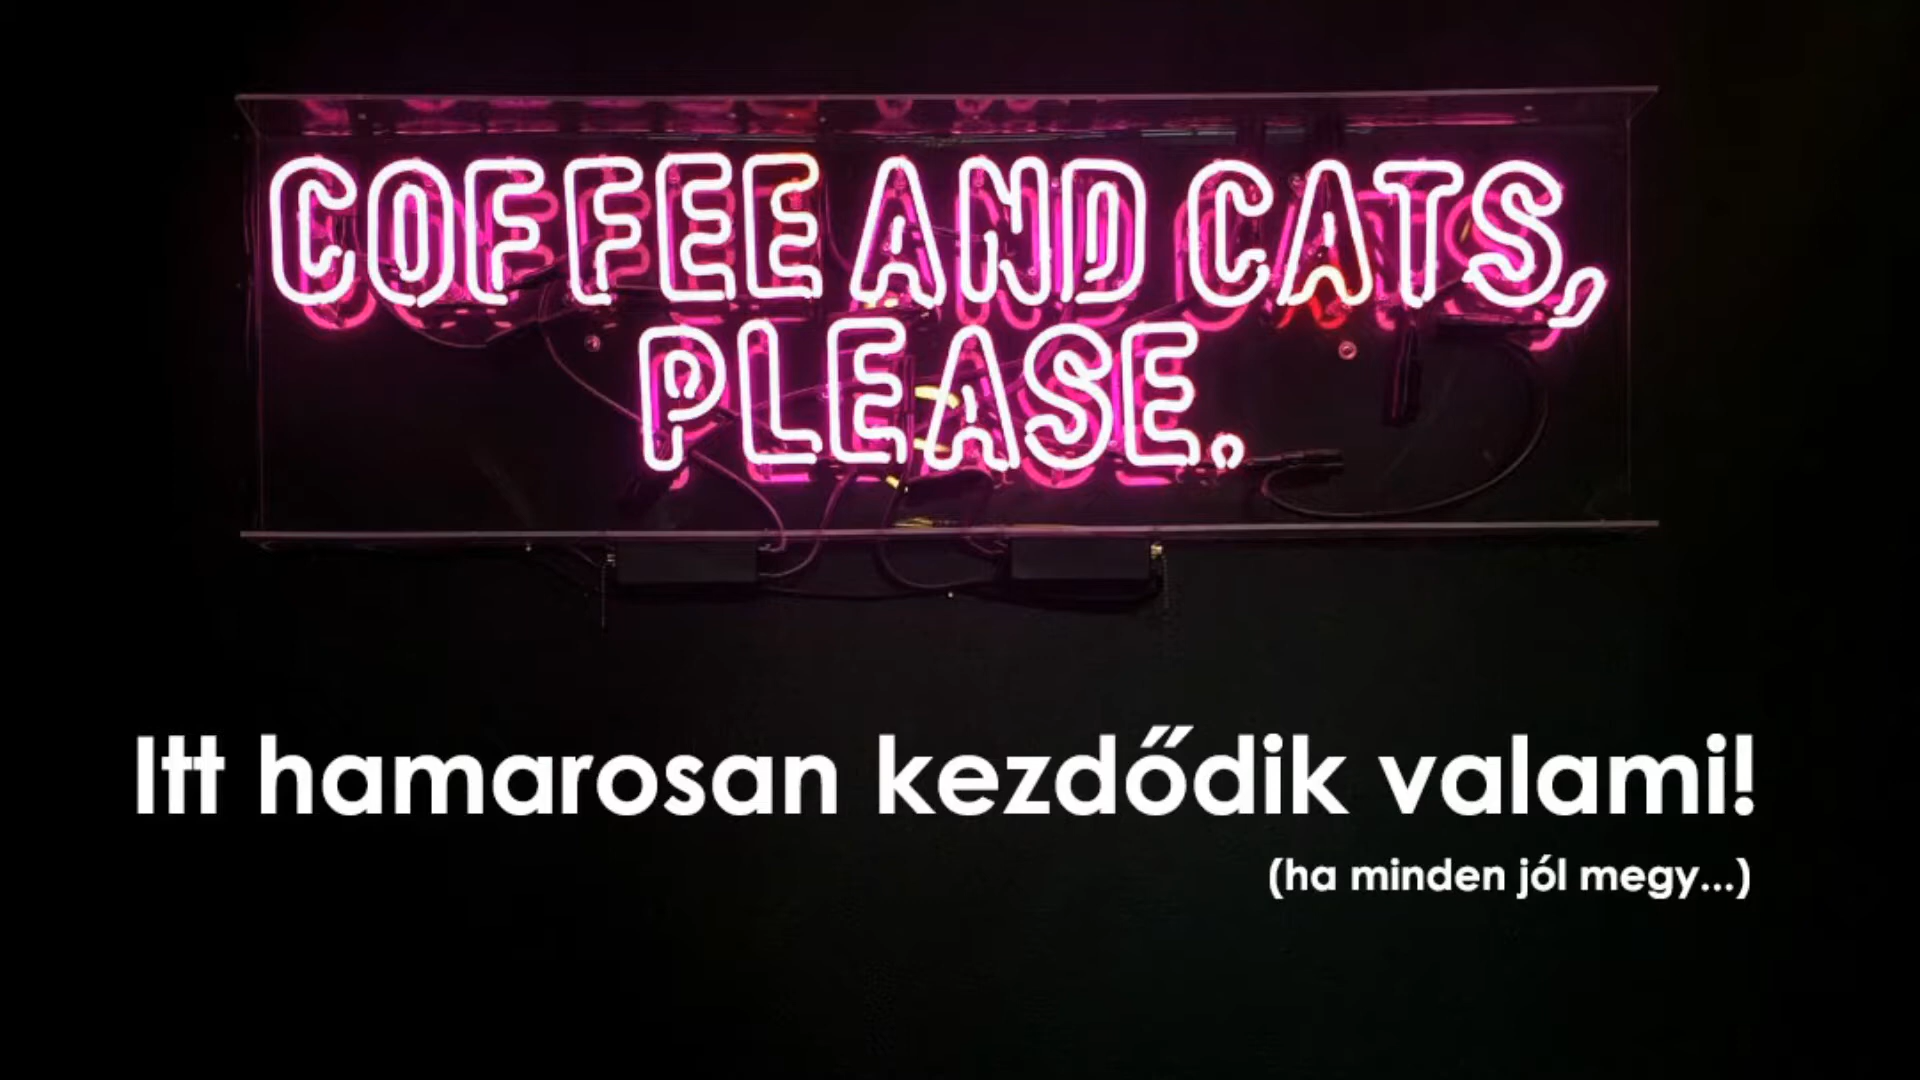 COFFEE AND CATS,
PLEASE.
Itt hamarosan kezdődik valami!
(ha minden jól megy...)